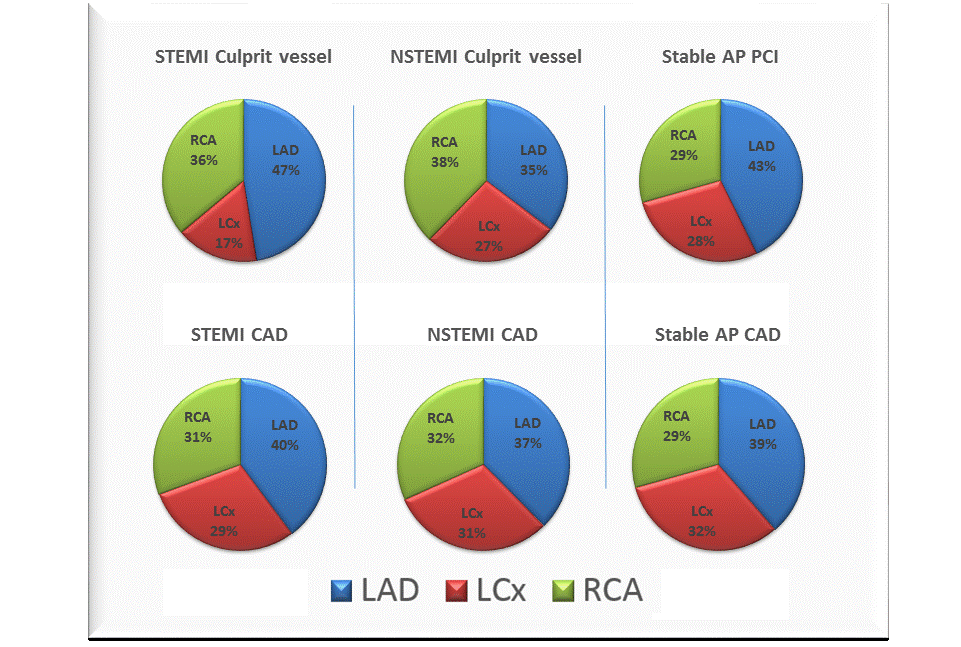 STEMI Culprit vessel
NSTEMI Culprit vessel
Stable AP PCI
RCA
36%
LAD
47%
LCx
17%
RCA
38%
LAD
35%
LCx
27%
RCA
29%
LAD
43%
LCx
28%
STEMI CAD
NSTEMI CAD
Stable AP CAD
RCA
31%
LAD
40%
LCx
29%
RCA
32%
LAD
37%
LCx
31%
RCA
29%
LAD
39%
LCx
32%
LAD
LCx
RCA